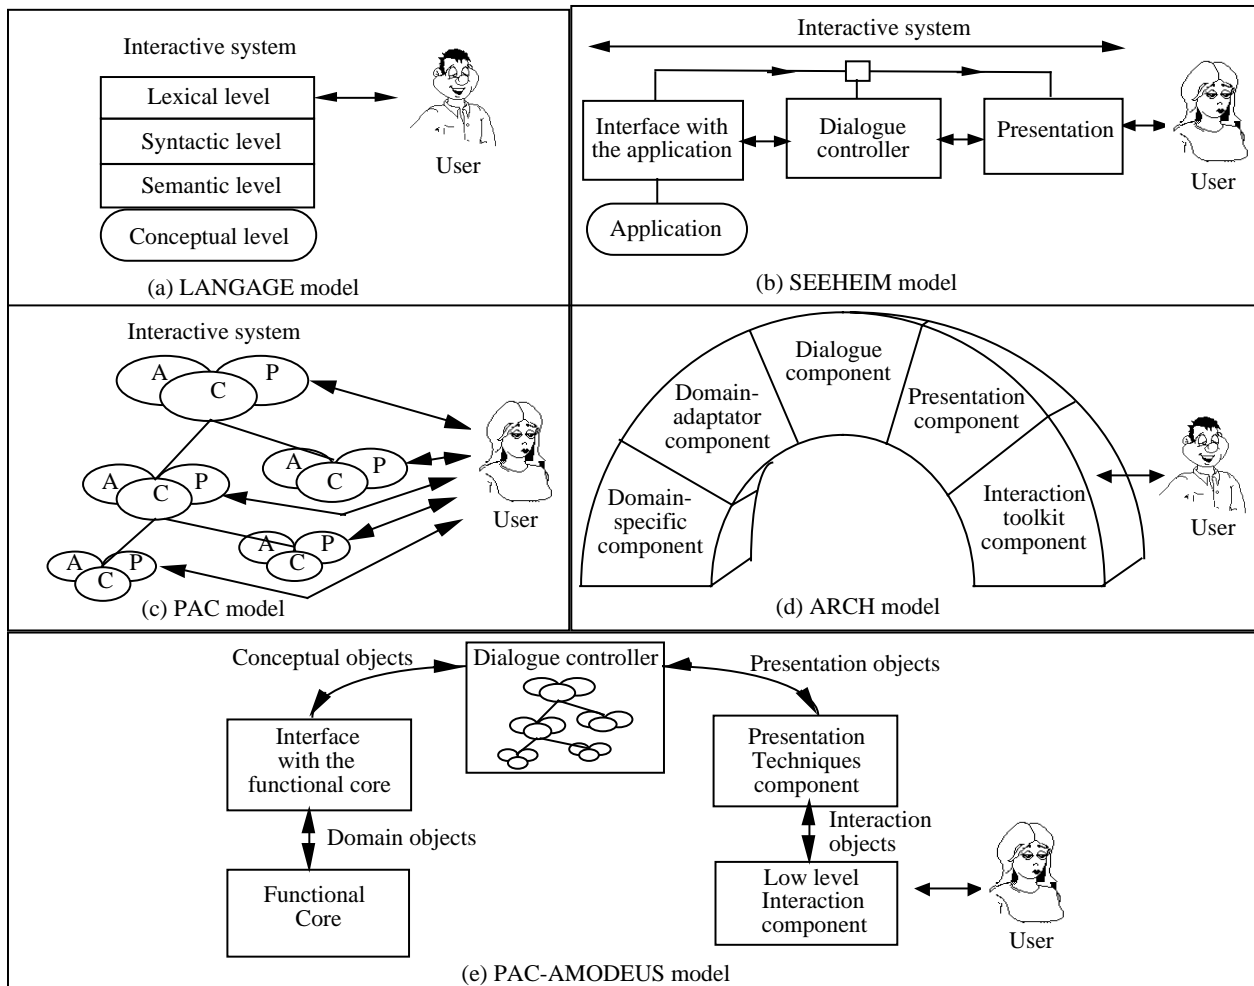 Interactive system
Lexical level
Syntactic level
Semantic level
Conceptual level
User
(a) LANGAGE model
Interactive system
Interface with
the application
Dialogue
controller
Presentation
User
Application
(b) SEEHEIM model
Interactive system
A
C
P
A
C
P
A
C
P
A
C
P
A
C
P
User
(c) PAC model
Dialogue
component
Domain-
adaptator
component
Presentation
component
Domain-
specific
component
Interaction
toolkit
component
User
(d) ARCH model
Conceptual objects
Dialogue controller
Presentation objects
Interface
with the
functional core
Presentation
Techniques
component
Domain objects
Interaction
objects
Functional
Core
Low level
Interaction
component
User
(e) PAC-AMODEUS model